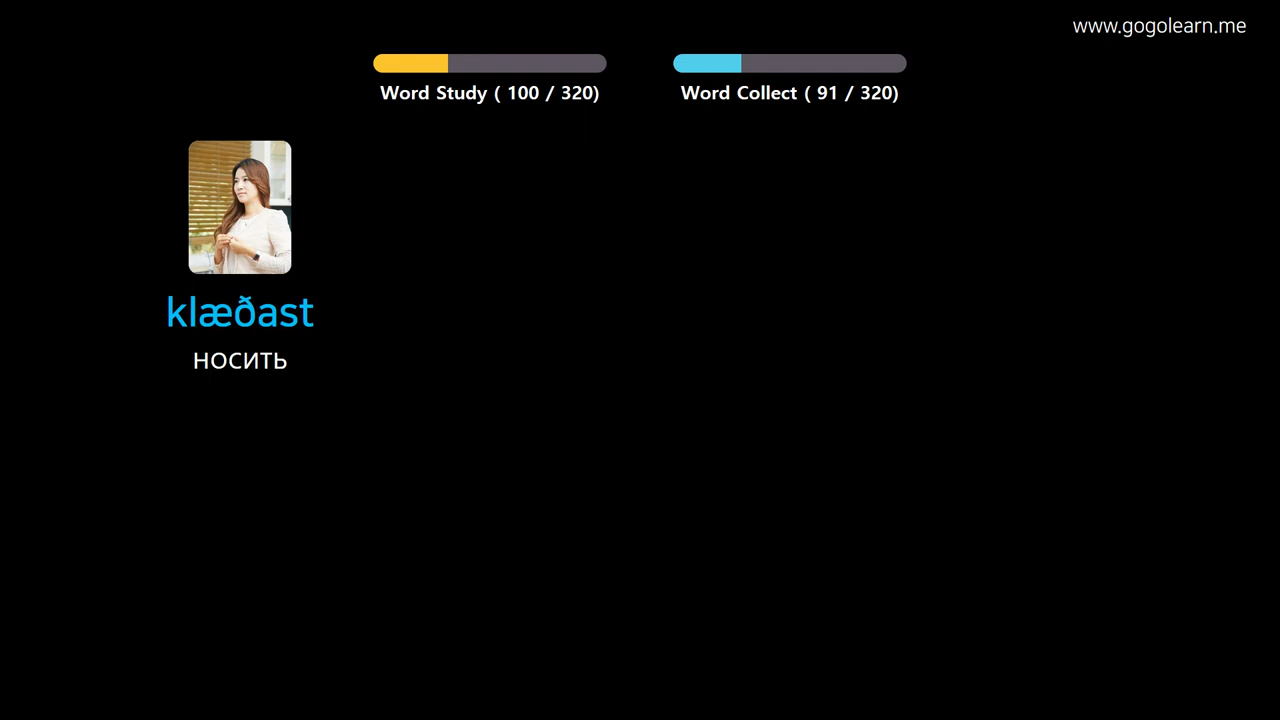 www.gogolearn.me
Word Study ( 100 / 320)
Word Collect ( 91 / 320)
klæðast
носить